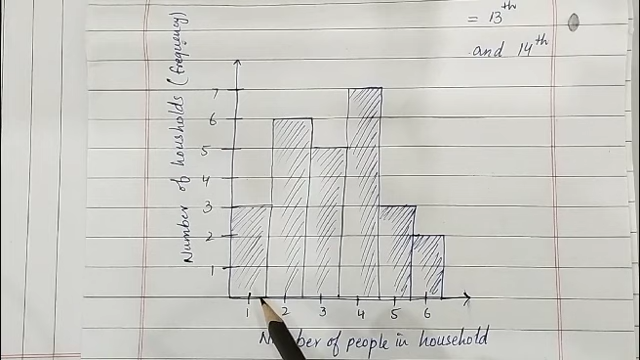 = 13th
and 14th
Number of households (frequency)
7
6
5
4
3
2
1
1 2 3 4 5 6
Number of people in household